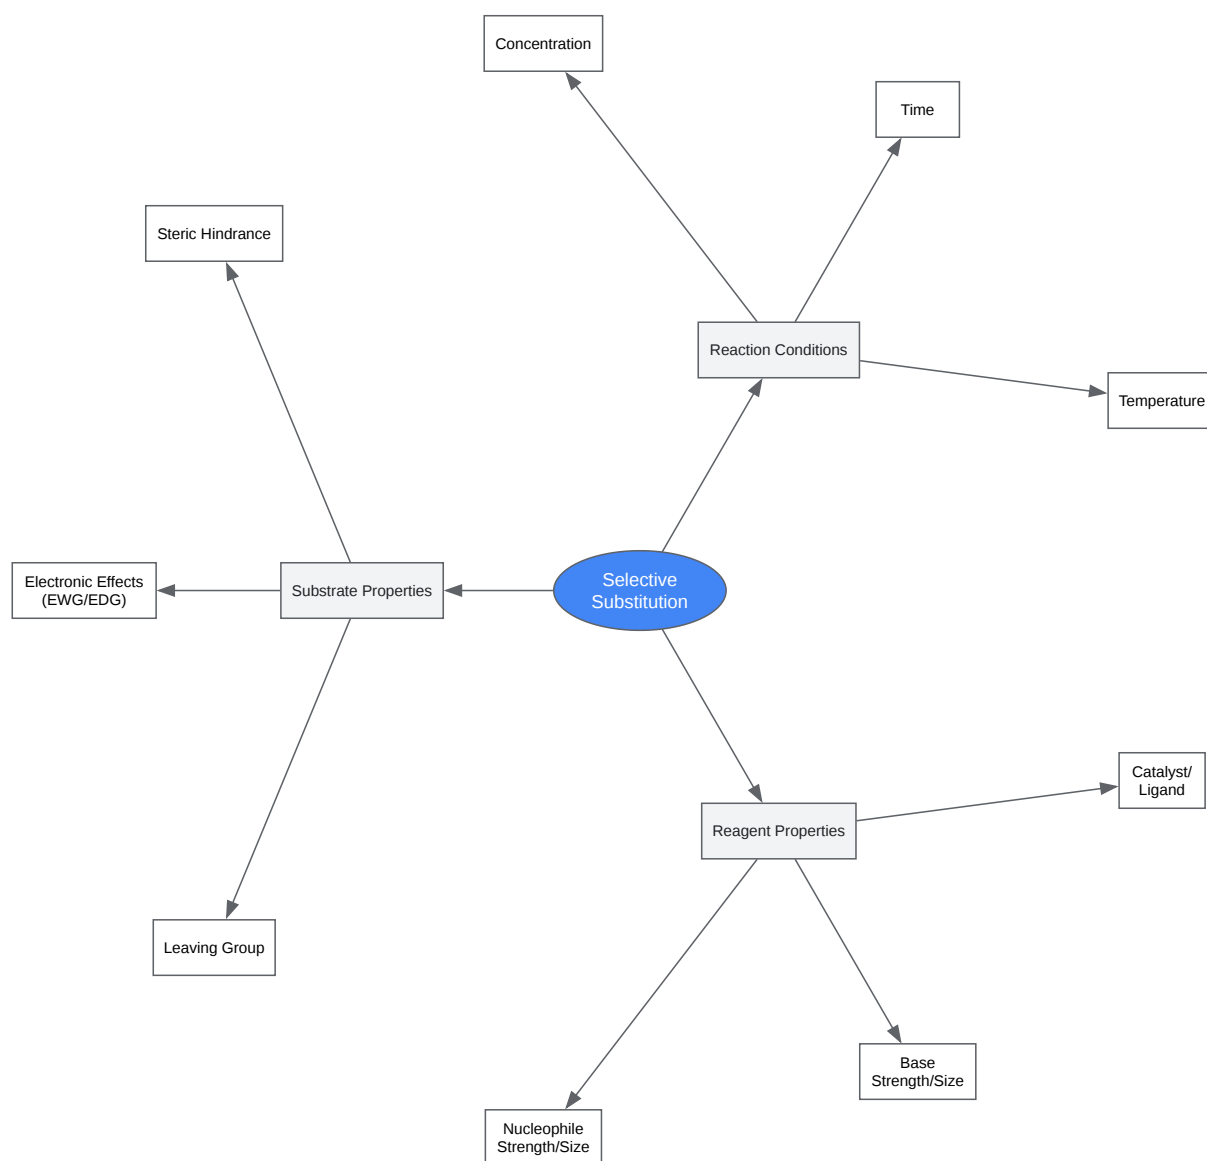 Concentration
Time
Steric Hindrance
Reaction Conditions
Temperature
Electronic Effects
(EWG/EDG)
Substrate Properties
Selective
Substitution
Catalyst/
Ligand
Reagent Properties
Leaving Group
Base
Strength/Size
Nucleophile
Strength/Size